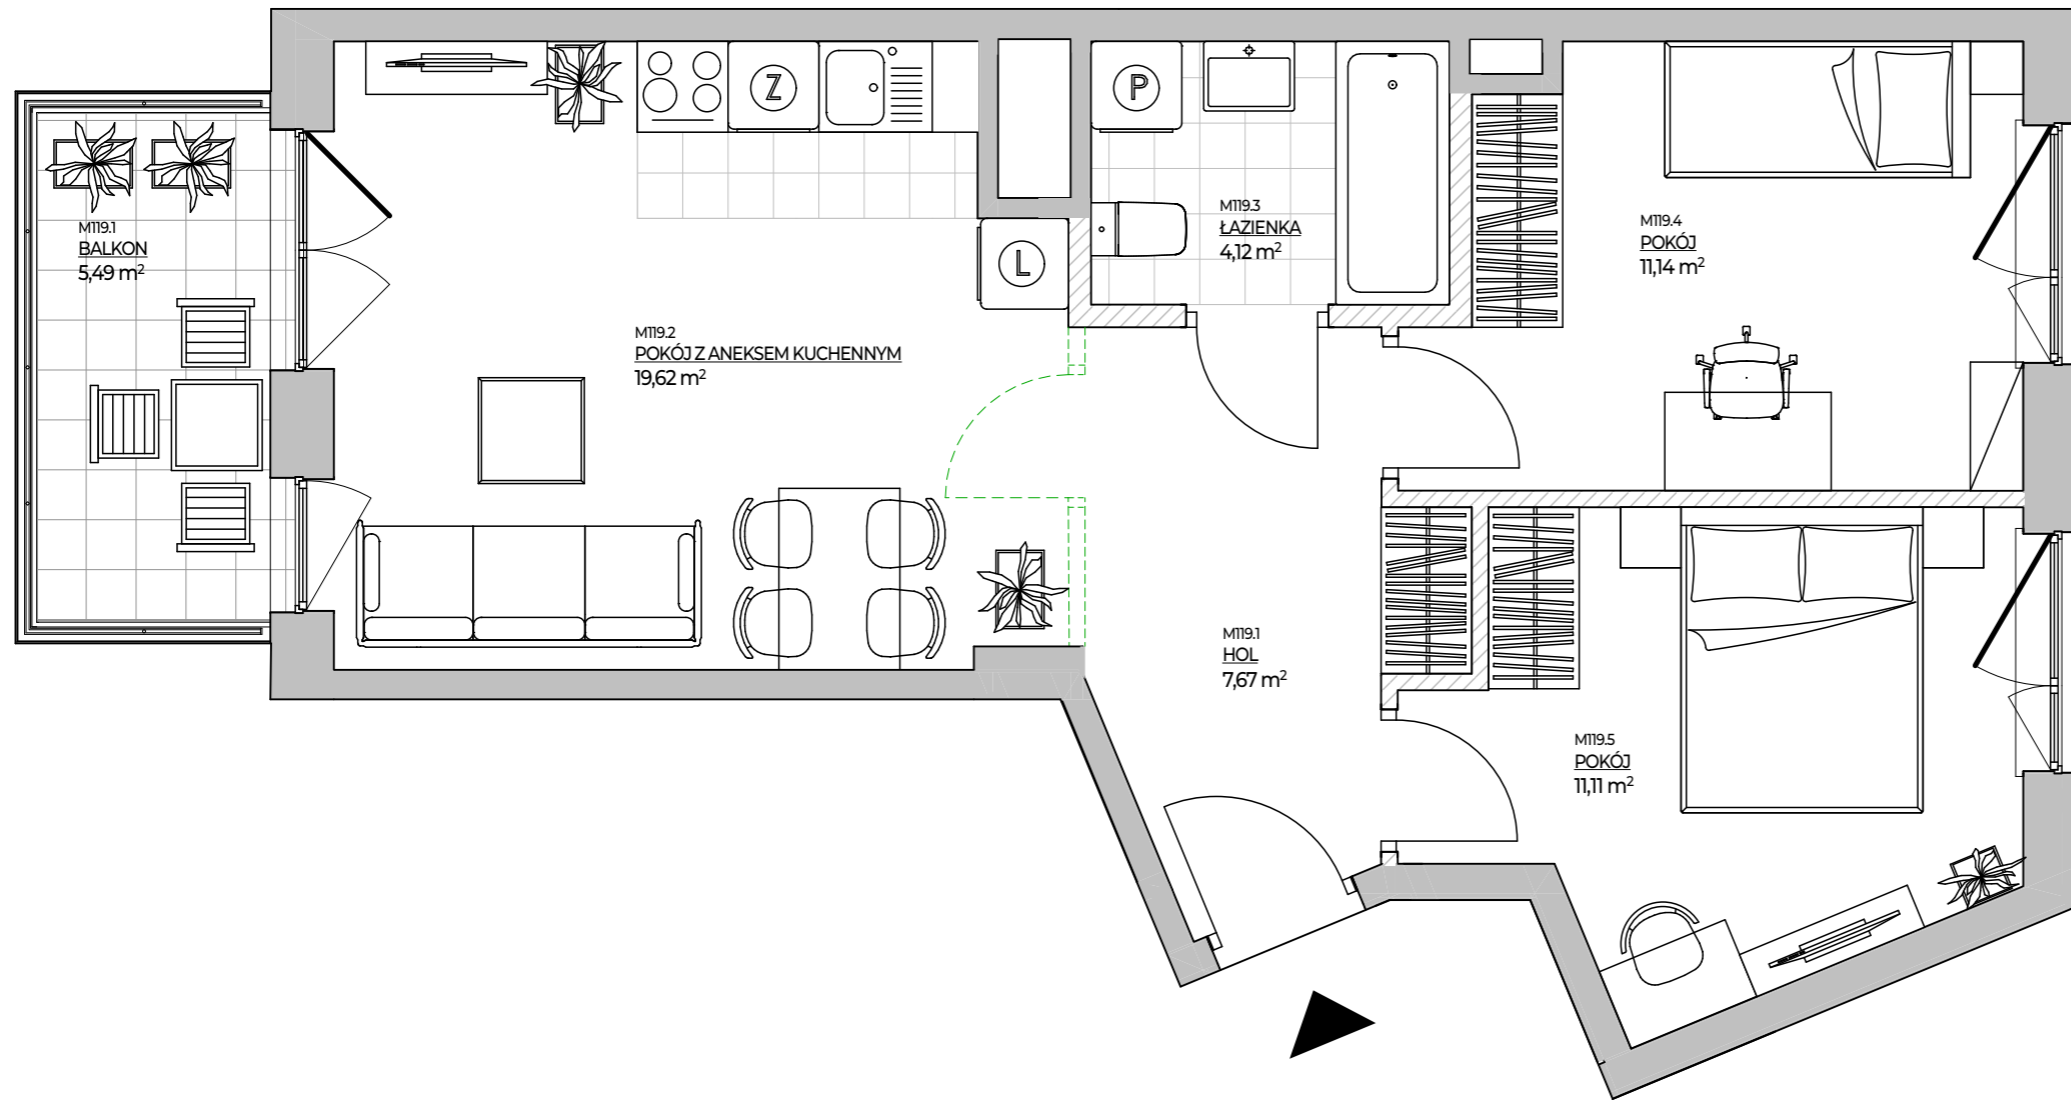 Z
P
M119.1
BALKON
5,49 m²
M119.3
ŁAZIENKA
4,12 m²
M119.4
POKÓJ
11,14 m²
L
M119.2
POKÓJ Z ANEKSEM KUCHENNYM
19,62 m²
M119.1
HOL
7,67 m²
M119.5
POKÓJ
11,11 m²